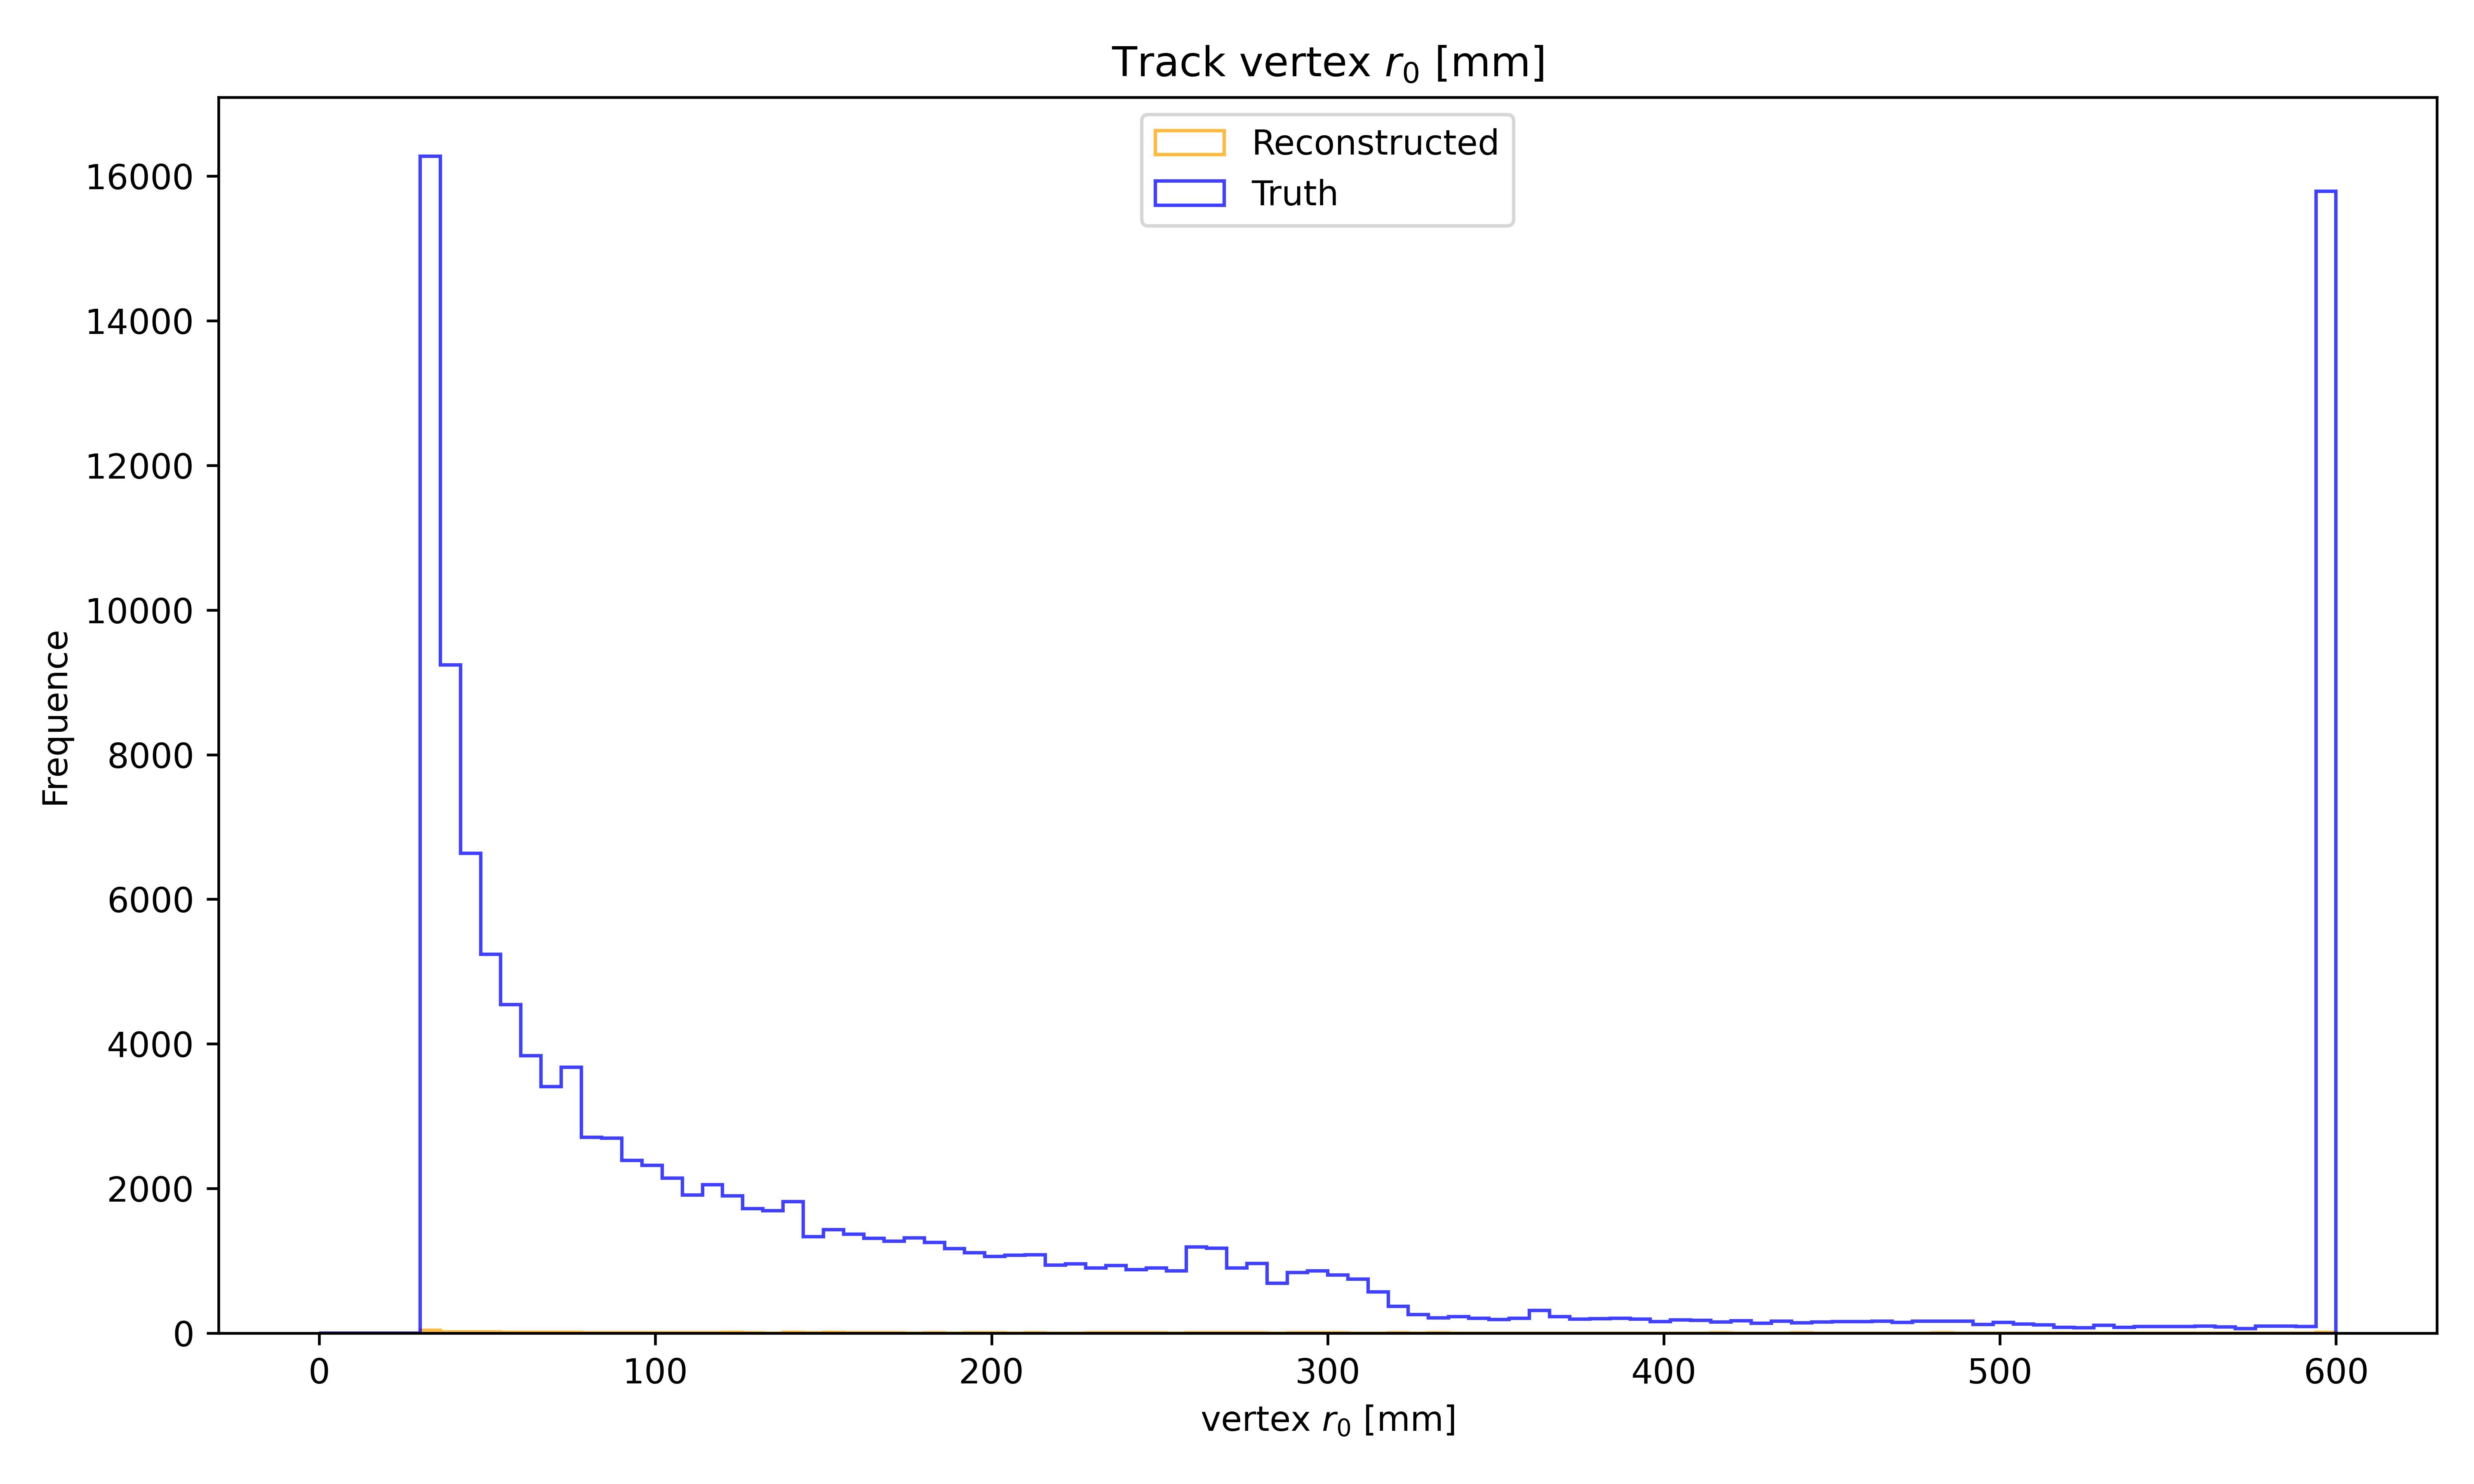 Track vertex r₀ [mm]
Reconstructed
Truth
16000
14000
12000
10000
8000
6000
4000
2000
0
Frequence
0 100 200 300 400 500 600
vertex r₀ [mm]